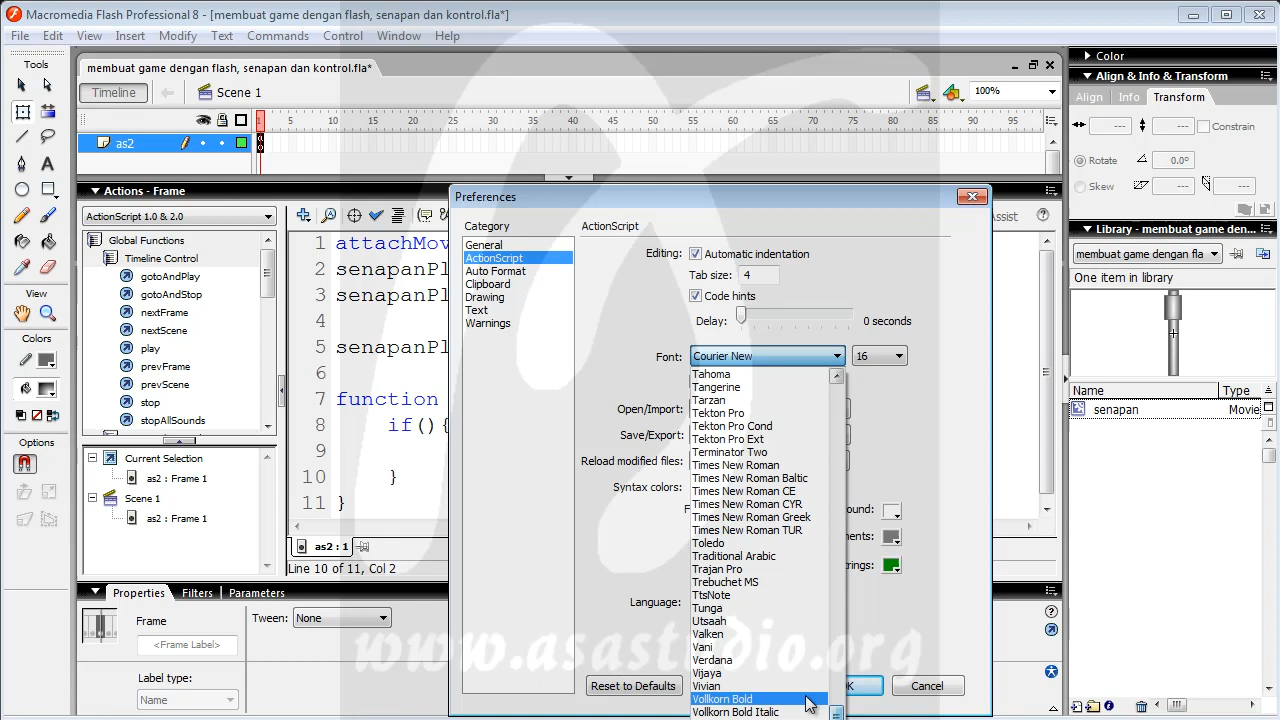 Macromedia Flash Professional 8 - [membuat game dengan flash, senapan dan kontrol.fla*]
File Edit View Insert Modify Text Commands Control Window Help
Tools
membuat game dengan flash, senapan dan kontrol.fla*
Timeline
Scene 1
100%
1 5 10 15 20 25 30 35 40 45 50 55 60 65 70 75 80 85 90 95
as2
View
Colors
Options
Actions - Frame
ActionScript 1.0 & 2.0
Global Functions
Timeline Control
gotoAndPlay
gotoAndStop
nextFrame
nextScene
play
prevFrame
prevScene
stop
stopAllSounds
Current Selection
as2 : Frame 1
Scene 1
as2 : Frame 1
Assist
1 attachMov
2 senapanPl
3 senapanPl
4
5 senapanPl
6
7 function
8 if(){
9
10 }
11 }
as2 : 1
Line 10 of 11, Col 2
Properties Filters Parameters
Frame
<Frame Label>
Label type:
Name
Tween: None
Preferences
Category
General
ActionScript
Auto Format
Clipboard
Drawing
Text
Warnings
ActionScript
Editing: Automatic indentation
Tab size: 4
Code hints
Delay: 0 seconds
Font: Courier New 16
Open/Import:
Save/Export:
Reload modified files:
Syntax colors:
Language:
Tahoma
Tangerine
Tarzan
Tekton Pro
Tekton Pro Cond
Tekton Pro Ext
Terminator Two
Times New Roman
Times New Roman Baltic
Times New Roman CE
Times New Roman CYR
Times New Roman Greek
Times New Roman TUR
Toledo
Traditional Arabic
Trajan Pro
Trebuchet MS
TtsNote
Tunga
Utsaah
Valken
Vani
Verdana
Vijaya
Vivian
Vollkorn Bold
Vollkorn Bold Italic
Reset to Defaults
Cancel
Color
Align & Info & Transform
Align Info Transform
Constrain
Rotate 0.0°
Skew
Library - membuat game den...
membuat game dengan fla
One item in library
Name Type
senapan Movie
www.asastudio.org